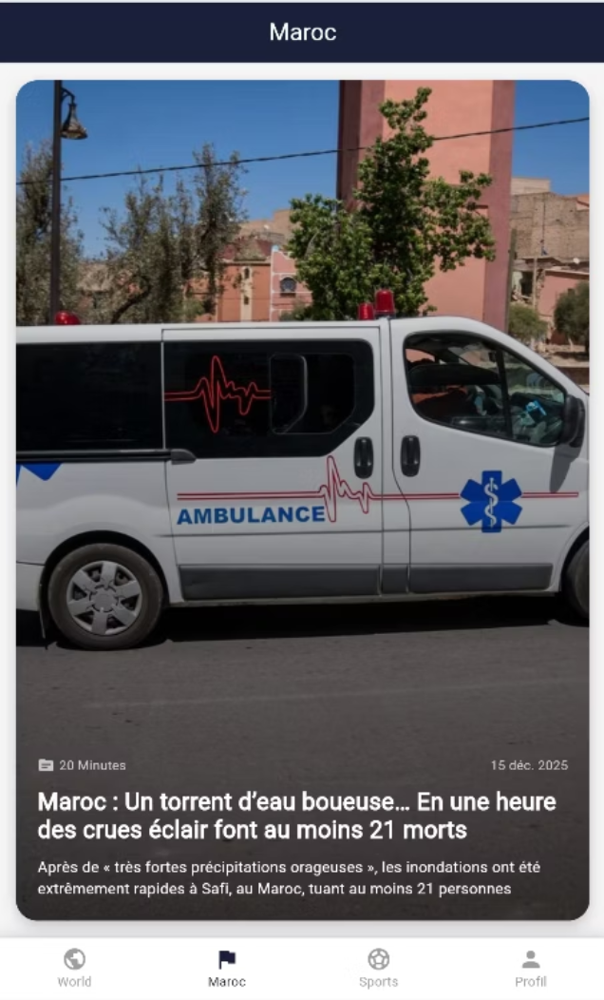 Maroc
AMBULANCE
20 Minutes
15 déc. 2025
Maroc : Un torrent d’eau boueuse… En une heure
des crues éclair font au moins 21 morts
Après de « très fortes précipitations orageuses », les inondations ont été
extrêmement rapides à Safi, au Maroc, tuant au moins 21 personnes
World
Maroc
Sports
Profil